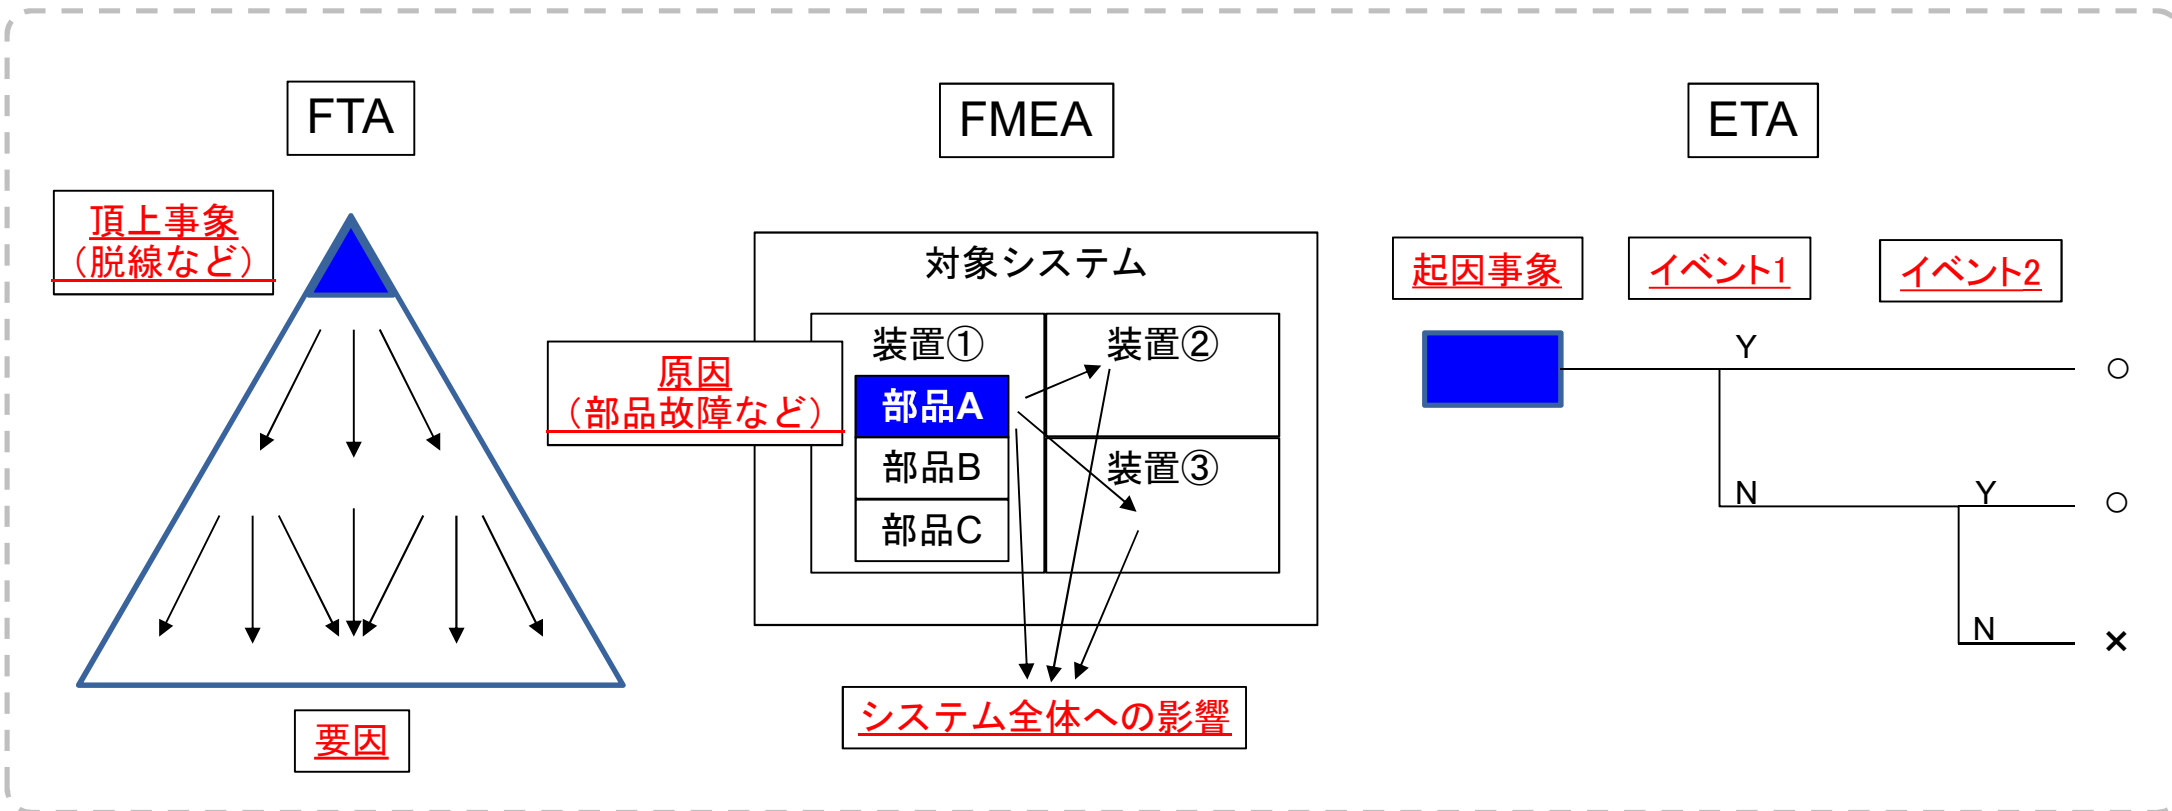 FTA
頂上事象
（脱線など）
要因
FMEA
対象システム
装置①
装置②
原因
（部品故障など）
部品A
部品B
装置③
部品C
システム全体への影響
ETA
起因事象
イベント1
イベント2
Y
○
N
Y
○
N
×